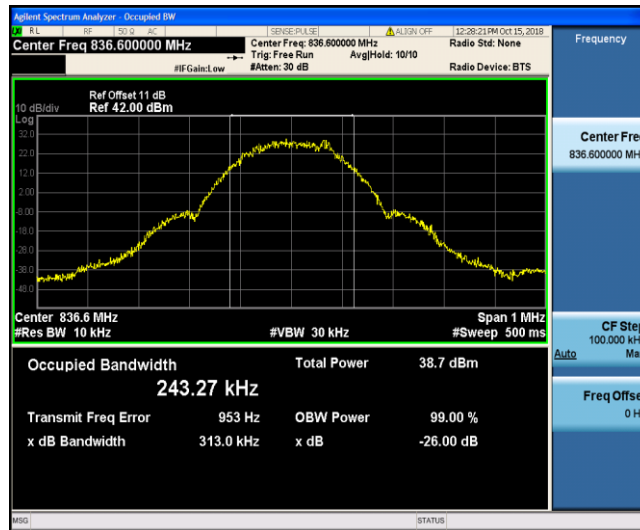 Agilent Spectrum Analyzer - Occupied BW
RL RF 50 Ω AC SENSE:PULSE ALIGN OFF 12:28:21 PM Oct 15, 2018
Center Freq 836.600000 MHz
Center Freq: 836.600000 MHz
Radio Std: None
Trig: Free Run Avg|Hold: 10/10
#IFGain:Low
#Atten: 30 dB
Radio Device: BTS
Frequency
Ref Offset 11 dB
10 dB/div Ref 42.00 dBm
Log
32.0
22.0
12.0
2.00
-8.00
-18.0
-28.0
-38.0
-48.0
Center 836.6 MHz
Span 1 MHz
#Res BW 10 kHz
#VBW 30 kHz
#Sweep 500 ms
Center Fre
836.600000 MH
CF Step
100.000 kH
Auto Ma
Freq Offse
0 H
Occupied Bandwidth
243.27 kHz
Total Power 38.7 dBm
Transmit Freq Error 953 Hz
OBW Power 99.00 %
x dB Bandwidth 313.0 kHz
x dB -26.00 dB
MSG
STATUS